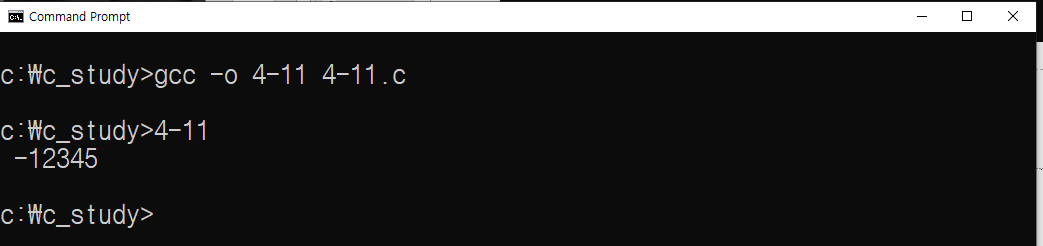 Command Prompt
c:₩c_study>gcc -o 4-11 4-11.c
c:₩c_study>4-11
-12345
c:₩c_study>